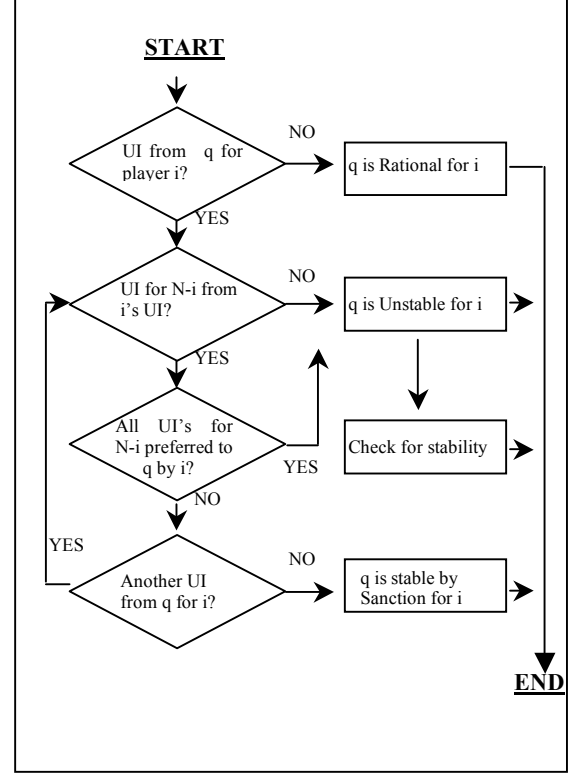 START
NO
UI from q for
player i?
q is Rational for i
YES
NO
UI for N-i from
i's UI?
q is Unstable for i
YES
All UI's for
N-i preferred to
q by i?
Check for stability
YES
NO
YES
NO
Another UI
from q for i?
q is stable by
Sanction for i
END